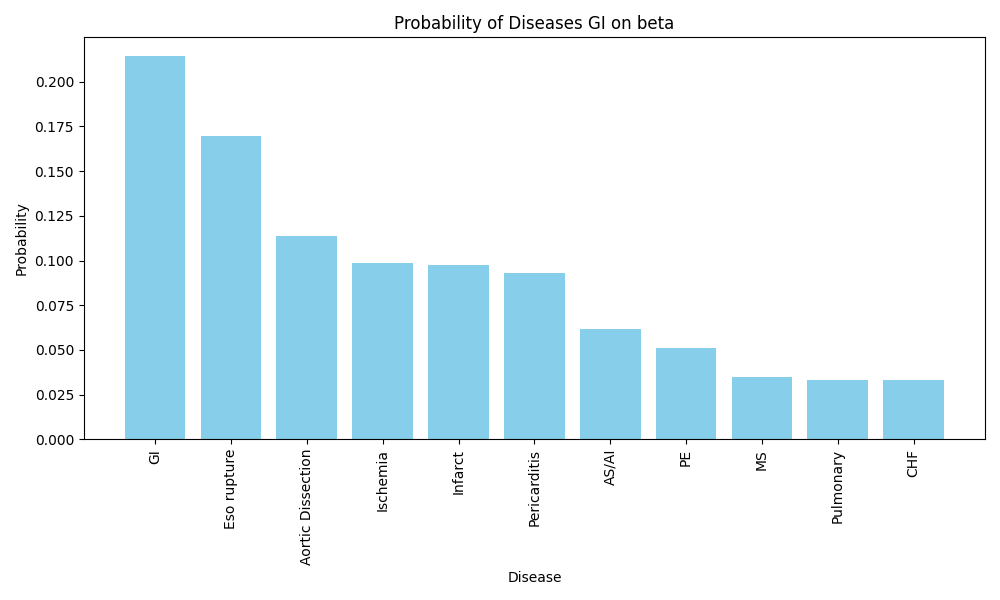 Probability of Diseases GI on beta
Probability
0.200
0.175
0.150
0.125
0.100
0.075
0.050
0.025
0.000
GI
Eso rupture
Aortic Dissection
Ischemia
Infarct
Pericarditis
AS/AI
PE
MS
Pulmonary
CHF
Disease